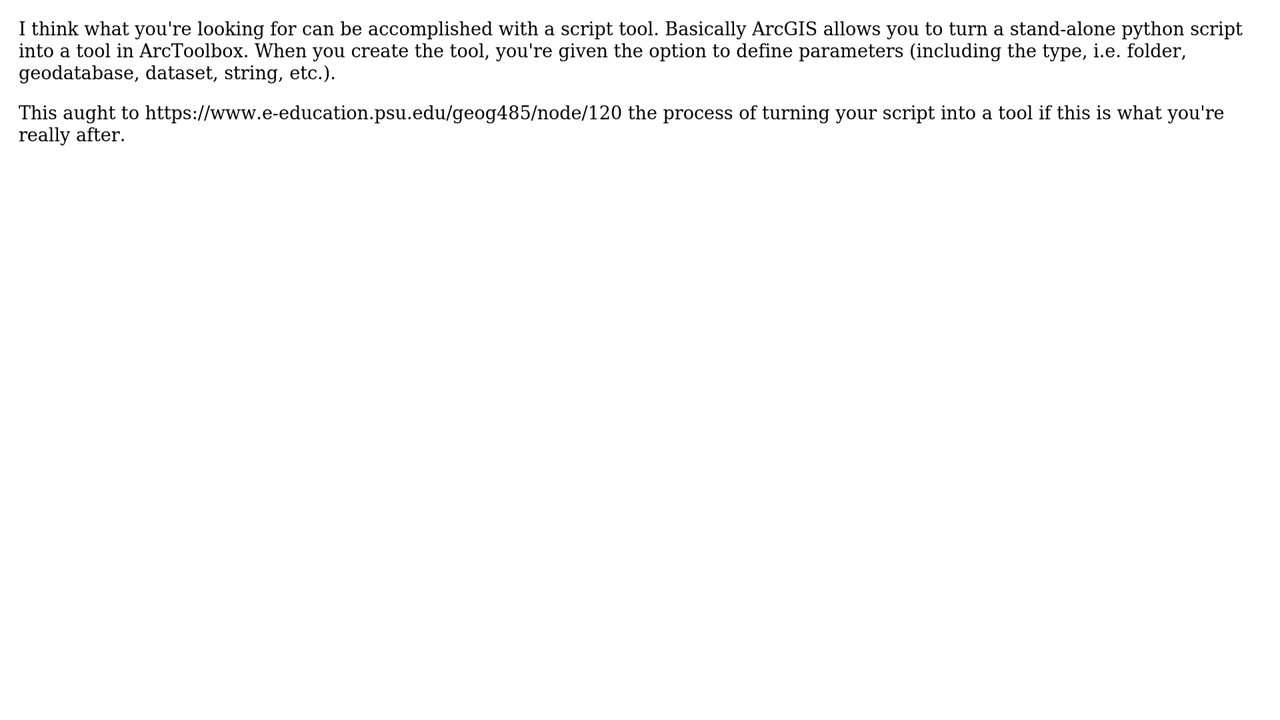 I think what you're looking for can be accomplished with a script tool. Basically ArcGIS allows you to turn a stand-alone python script
into a tool in ArcToolbox. When you create the tool, you're given the option to define parameters (including the type, i.e. folder,
geodatabase, dataset, string, etc.).
This aught to https://www.e-education.psu.edu/geog485/node/120 the process of turning your script into a tool if this is what you're
really after.